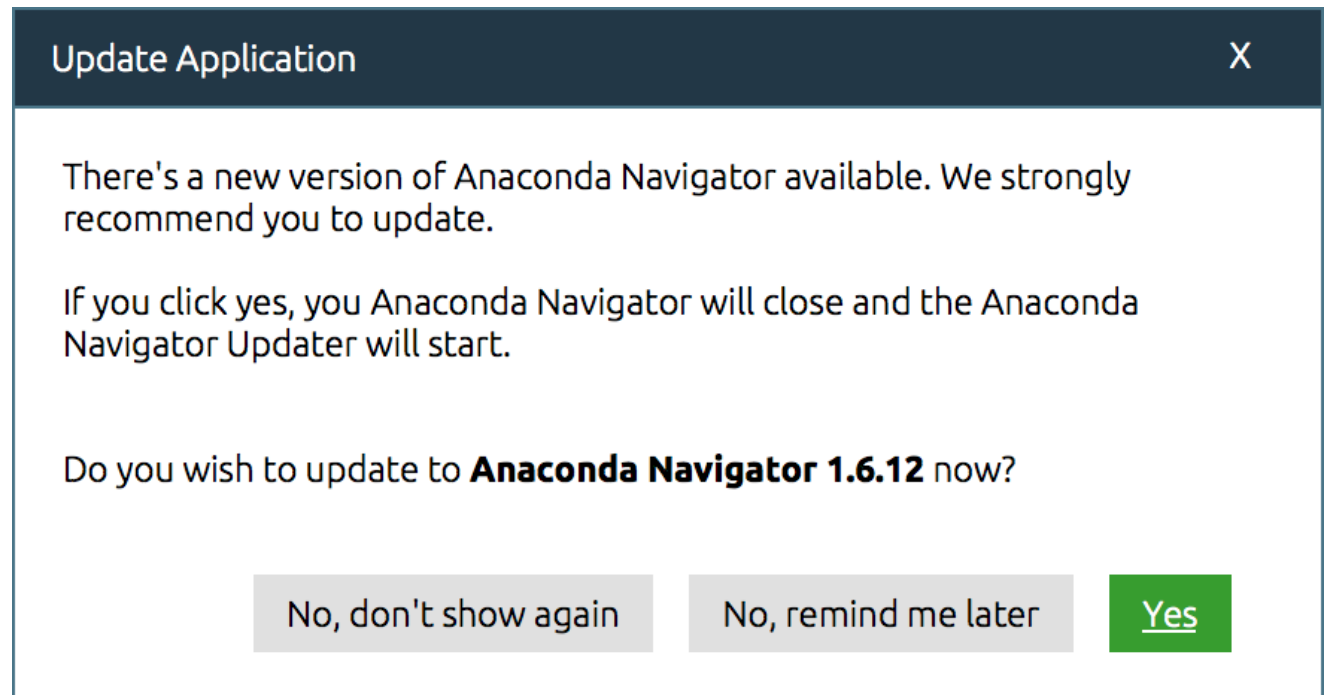 Update Application X
There's a new version of Anaconda Navigator available. We strongly
recommend you to update.
If you click yes, you Anaconda Navigator will close and the Anaconda
Navigator Updater will start.
Do you wish to update to Anaconda Navigator 1.6.12 now?
No, don't show again No, remind me later Yes